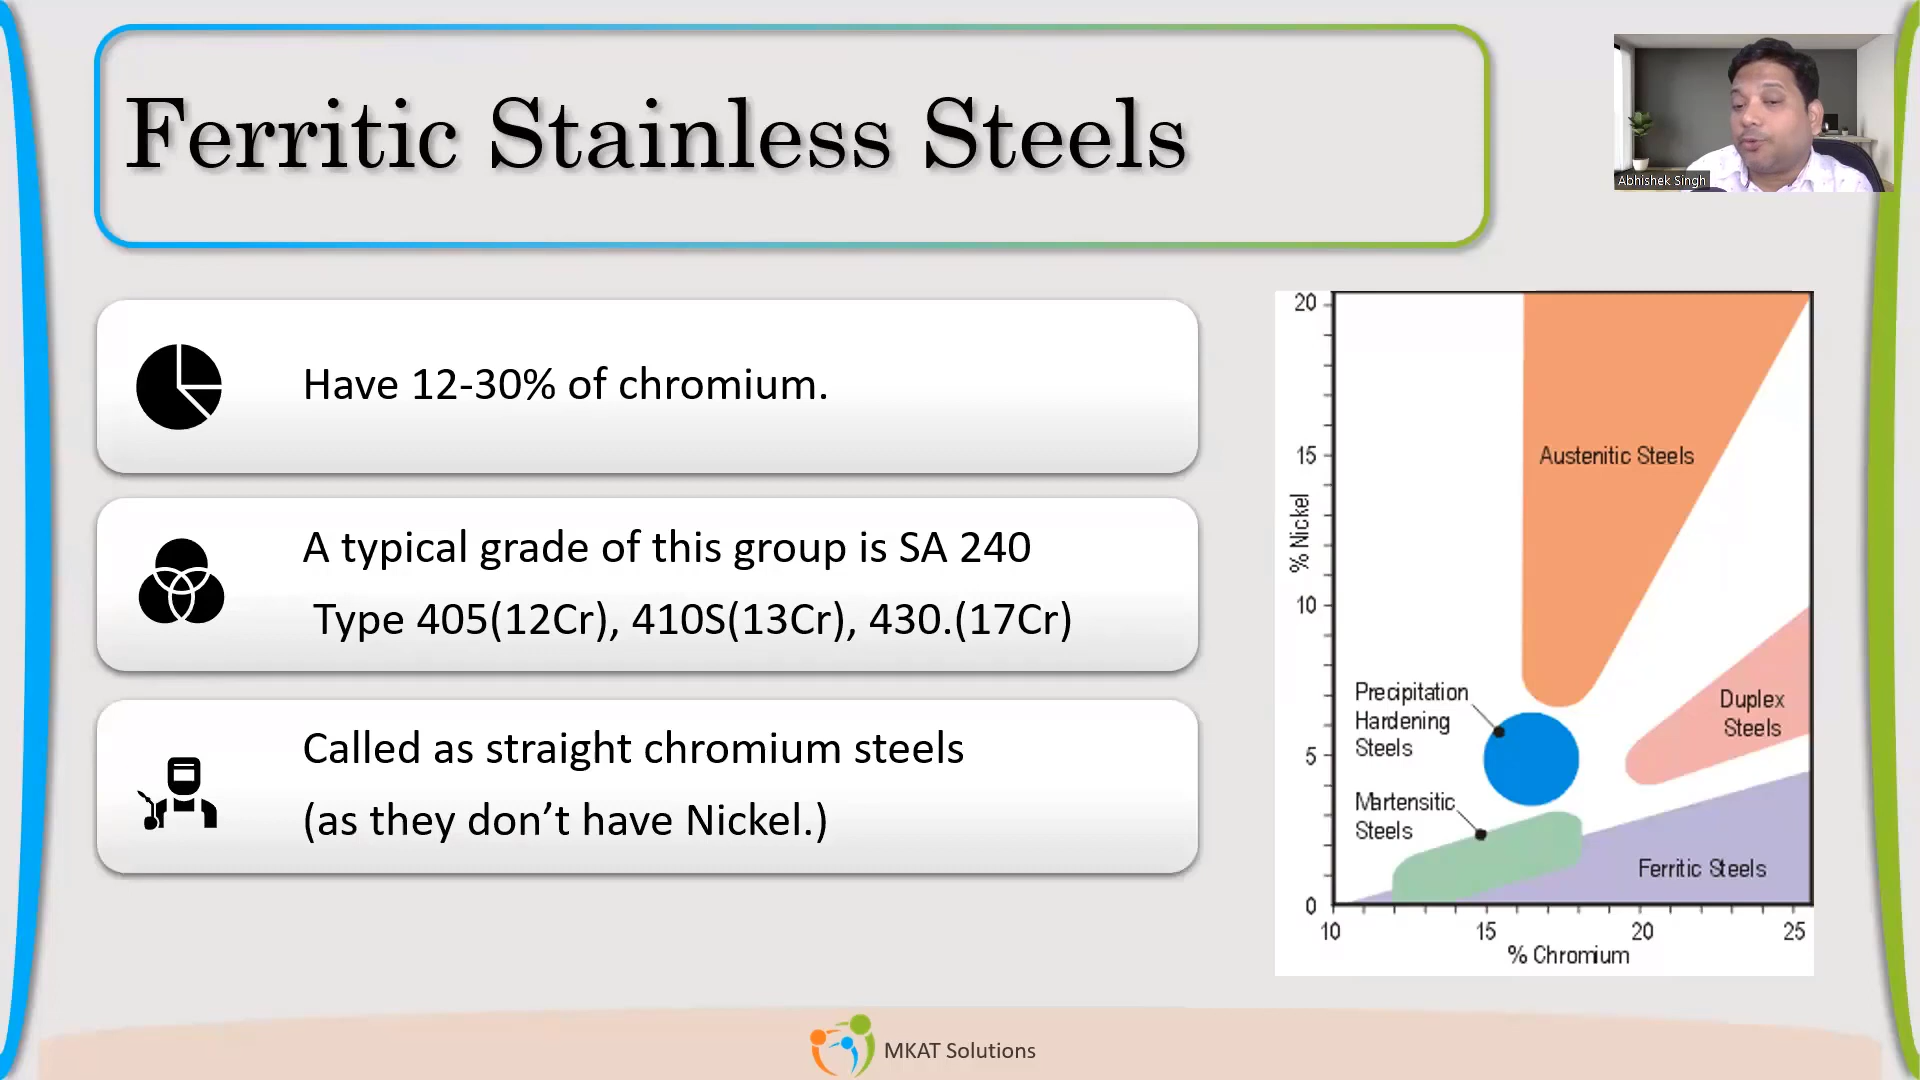 Ferritic Stainless Steels
Abhishek Singh
Have 12-30% of chromium.
A typical grade of this group is SA 240
Type 405(12Cr), 410S(13Cr), 430.(17Cr)
Called as straight chromium steels
(as they don’t have Nickel.)
20
15
10
5
0
% Nickel
Austenitic Steels
Precipitation
Hardening
Steels
Duplex
Steels
Martensitic
Steels
Ferritic Steels
10 15 20 25
% Chromium
MKAT Solutions